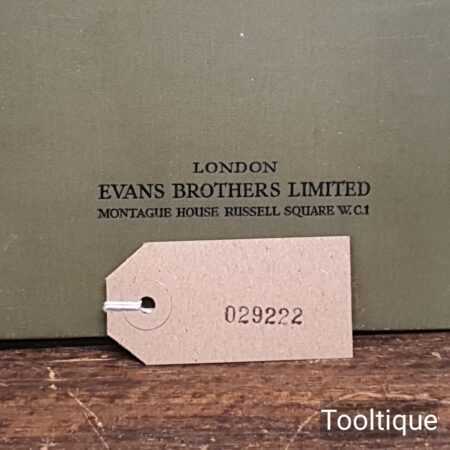 LONDON
EVANS BROTHERS LIMITED
MONTAGUE HOUSE RUSSELL SQUARE W.C.1
029222
Tooltique